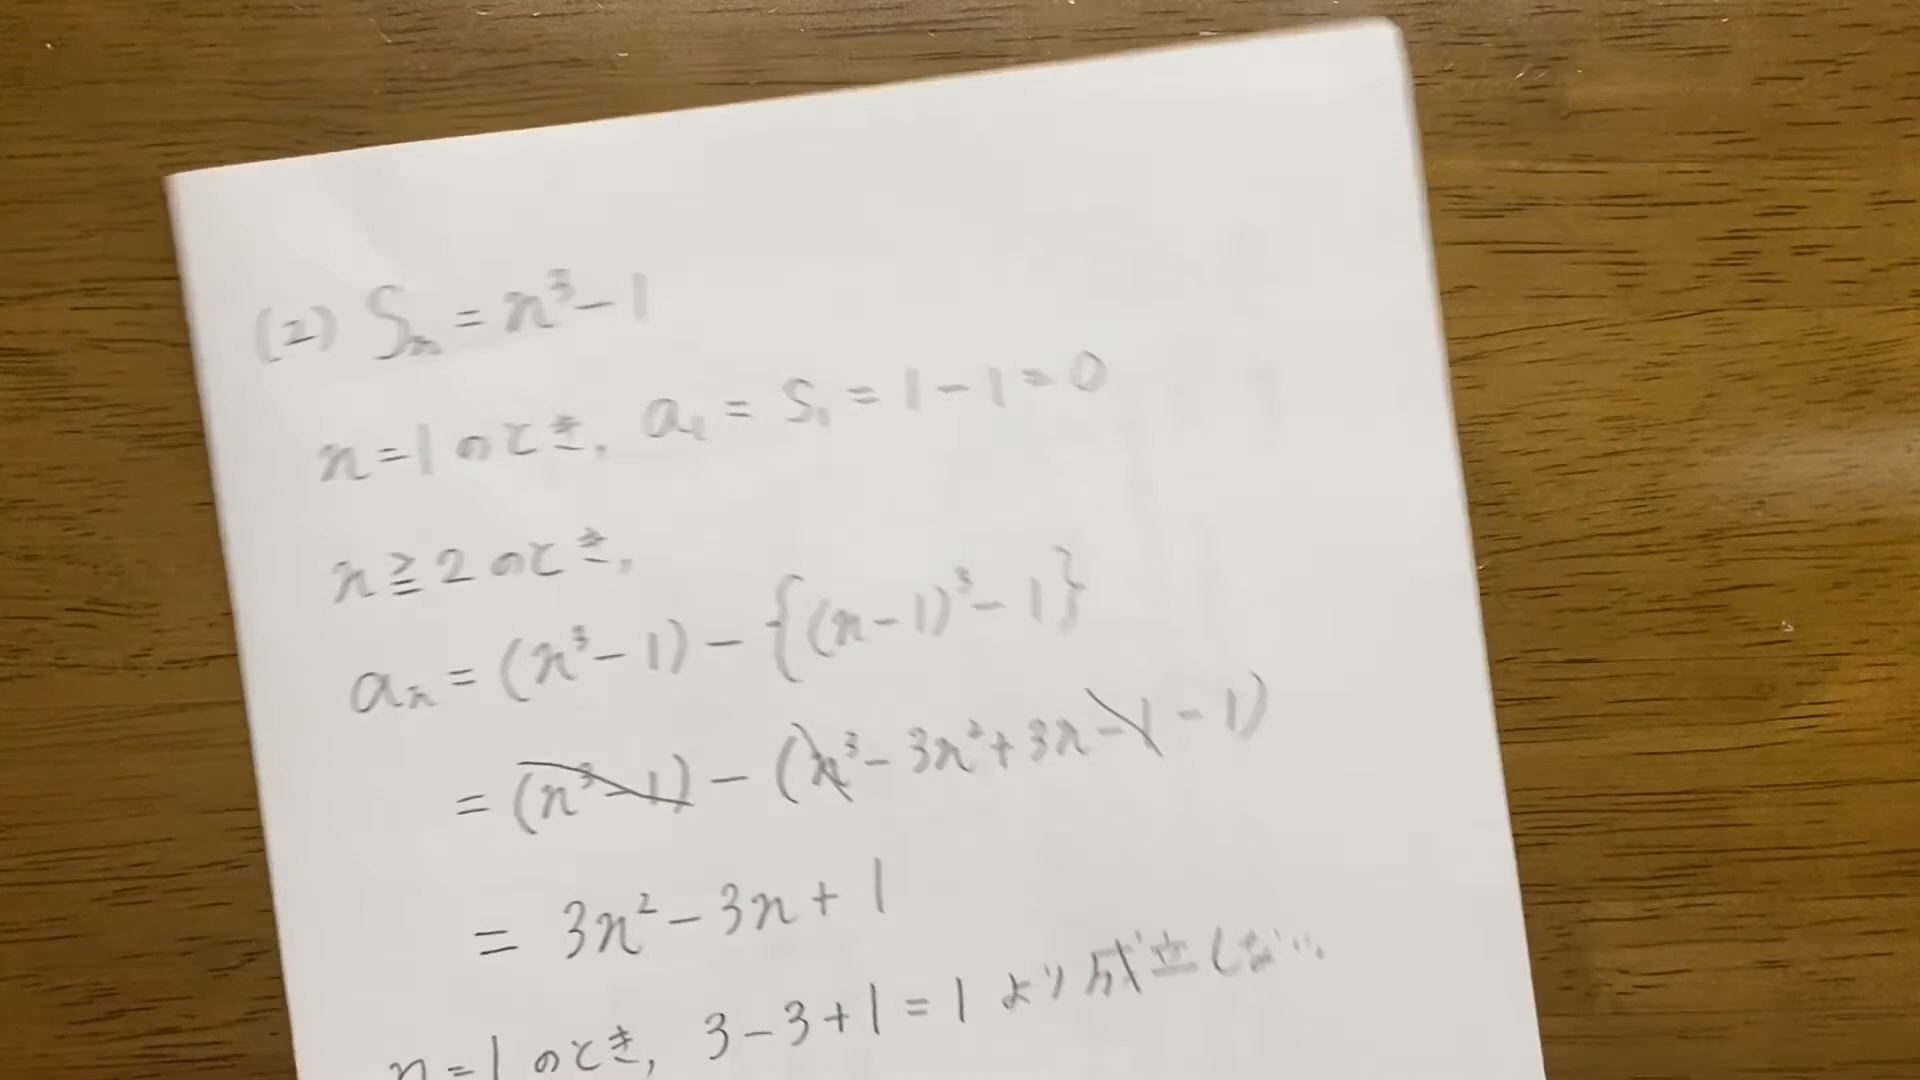 (2) Sn = n³-1
n=1のとき, a₁ = S₁ = 1-1=0
n≧2のとき,
an = (n³-1) - {(n-1)³-1}
= (n³-1) - (n³-3n²+3n-1-1)
= 3n²-3n+1
n=1のとき, 3-3+1=1 より成立しない.